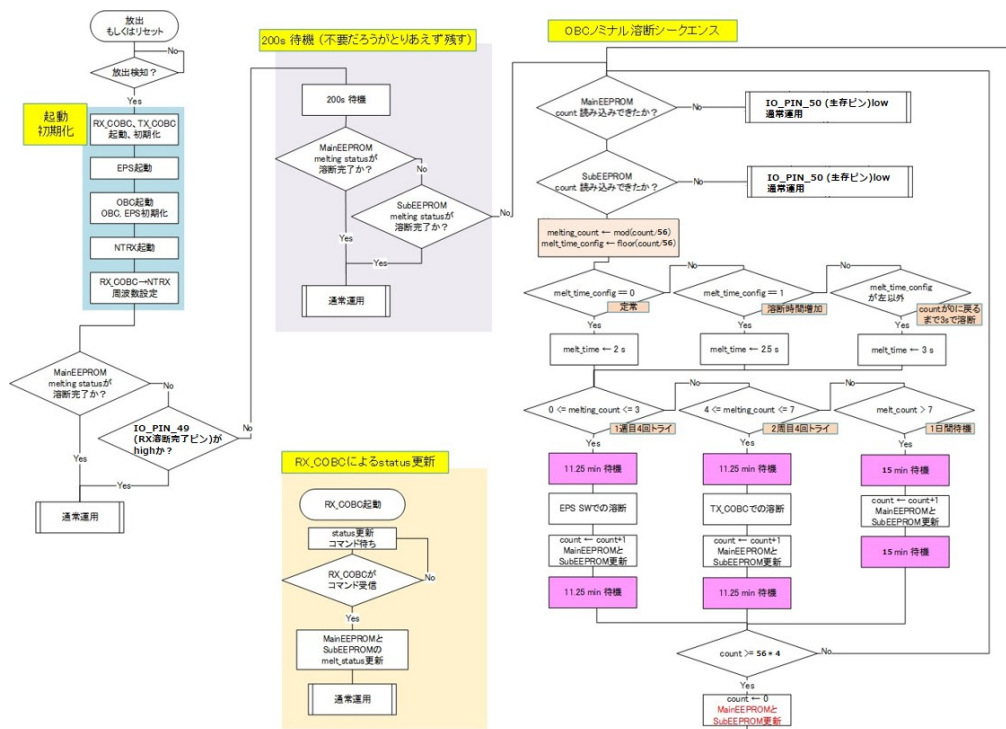 放出
もしくはリセット
No
放出検知？
Yes
起動
初期化
RX_COBC、TX_COBC
起動、初期化
EPS起動
OBC起動
OBC, EPS初期化
NTRX起動
RX_COBC→NTRX
周波数設定
MainEEPROM
melting statusが
溶断完了か？
No
IO_PIN_49
(RX溶断完了ピン)が
highか？
Yes
Yes
通常運用
200s 待機 (不要だろうがとりあえず残す)
200s 待機
MainEEPROM
melting statusが
溶断完了か？
No
SubEEPROM
melting statusが
溶断完了か？
No
Yes
Yes
通常運用
RX_COBCによるstatus更新
RX_COBC起動
status更新
コマンド待ち
RX_COBCが
コマンド受信
No
Yes
MainEEPROMと
SubEEPROMの
melt_status更新
通常運用
OBCノミナル溶断シークエンス
MainEEPROM
count 読み込みできたか？
No
IO_PIN_50 (生存ピン)low
通常運用
Yes
SubEEPROM
count 読み込みできたか？
No
IO_PIN_50 (生存ピン)low
通常運用
Yes
melting_count ← mod(count/56)
melt_time_config ← floor(count/56)
melt_time_config == 0
定常
No
melt_time_config == 1
溶断時間増加
No
melt_time_config
が左以外
countが0に戻る
まで3sで溶断
Yes
Yes
Yes
melt_time ← 2 s
melt_time ← 2.5 s
melt_time ← 3 s
0 <= melting_count <= 3
1週目4回トライ
No
4 <= melting_count <= 7
2周目4回トライ
No
melt_count > 7
1日間待機
Yes
Yes
Yes
11.25 min 待機
11.25 min 待機
15 min 待機
EPS SWでの溶断
TX_COBCでの溶断
count ← count+1
MainEEPROMと
SubEEPROM更新
count ← count+1
MainEEPROMと
SubEEPROM更新
count ← count+1
MainEEPROMと
SubEEPROM更新
15 min 待機
11.25 min 待機
11.25 min 待機
count >= 56 * 4
No
Yes
count ← 0
MainEEPROMと
SubEEPROM更新